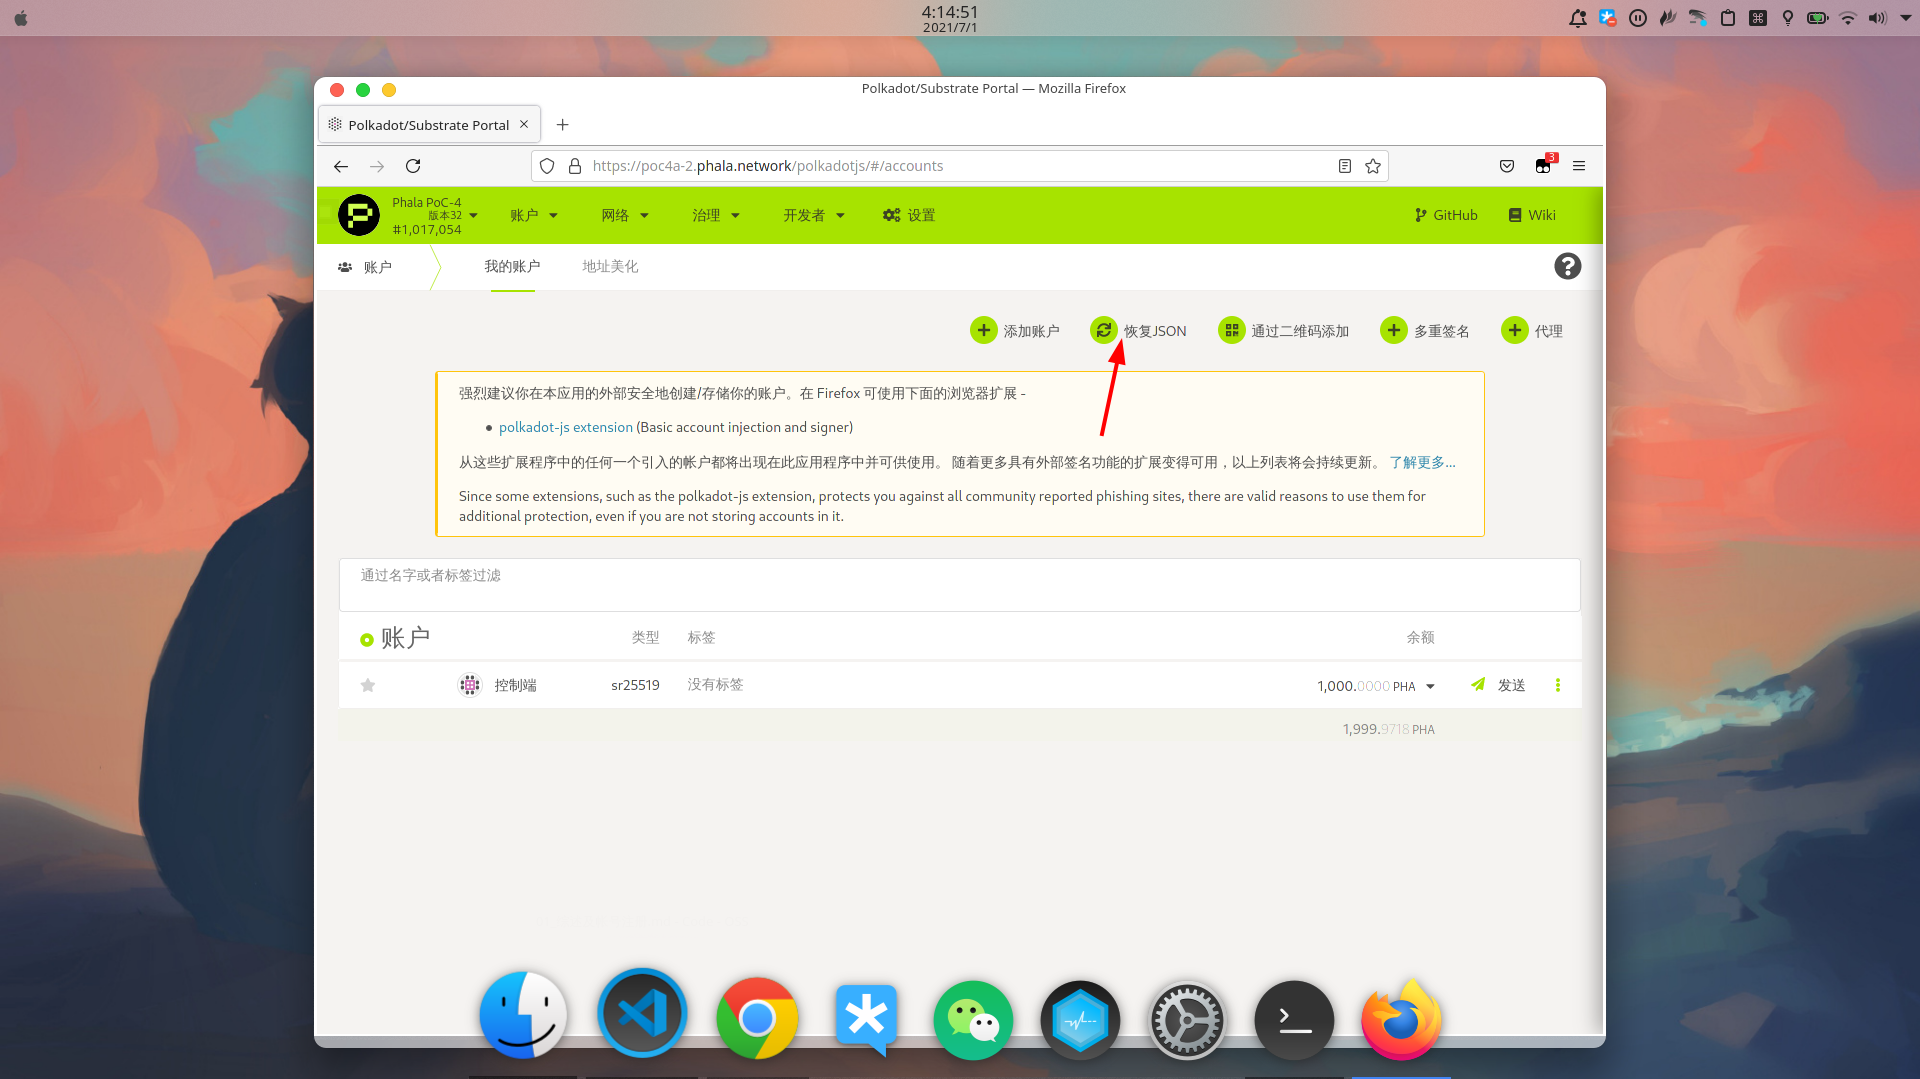 4:14:51
2021/7/1
Polkadot/Substrate Portal — Mozilla Firefox
Polkadot/Substrate Portal
https://poc4a-2.phala.network/polkadotjs/#/accounts
3
Phala PoC-4
版本32
#1,017,054
账户
网络
治理
开发者
设置
GitHub
Wiki
账户
我的账户
地址美化
添加账户
恢复JSON
通过二维码添加
多重签名
代理
强烈建议你在本应用的外部安全地创建/存储你的账户。在 Firefox 可使用下面的浏览器扩展 -
polkadot-js extension (Basic account injection and signer)
从这些扩展程序中的任何一个引入的帐户都将出现在此应用程序中并可供使用。 随着更多具有外部签名功能的扩展变得可用，以上列表将会持续更新。 了解更多...
Since some extensions, such as the polkadot-js extension, protects you against all community reported phishing sites, there are valid reasons to use them for
additional protection, even if you are not storing accounts in it.
通过名字或者标签过滤
账户 类型 标签 余额
控制端 sr25519 没有标签 1,000.0000 PHA 发送
1,999.9718 PHA